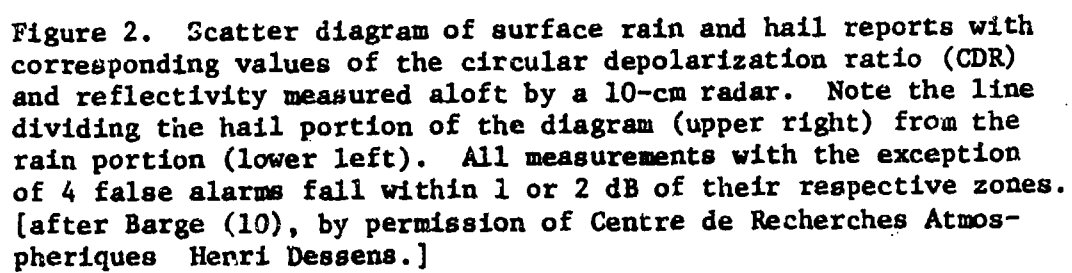 Figure 2. Scatter diagram of surface rain and hail reports with
corresponding values of the circular depolarization ratio (CDR)
and reflectivity measured aloft by a 10-cm radar. Note the line
dividing the hail portion of the diagram (upper right) from the
rain portion (lower left). All measurements with the exception
of 4 false alarms fall within 1 or 2 dB of their respective zones.
[after Barge (10), by permission of Centre de Recherches Atmos-
pheriques Henri Dessens.]